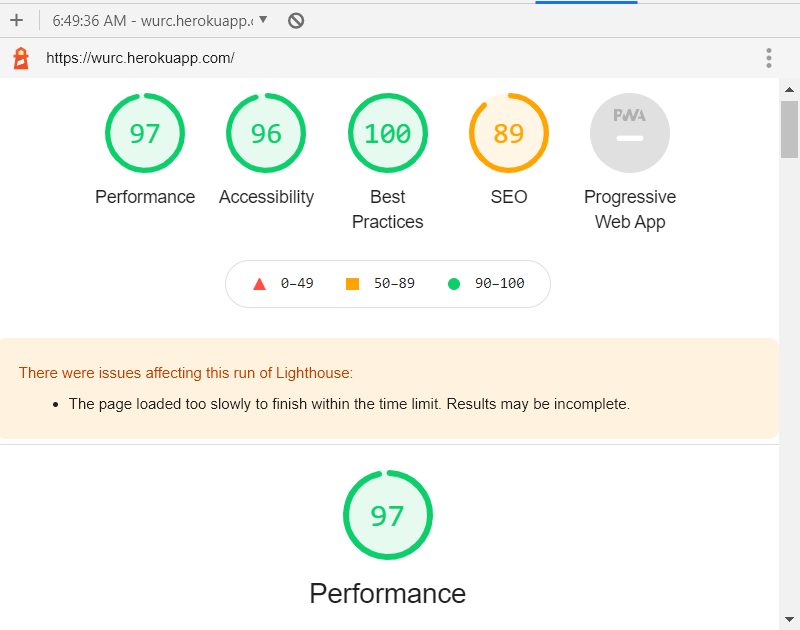 6:49:36 AM - wurc.herokuapp.c
https://wurc.herokuapp.com/
97 96 100 89 PWA
Performance Accessibility Best Practices SEO Progressive Web App
0–49 50–89 90–100
There were issues affecting this run of Lighthouse:
• The page loaded too slowly to finish within the time limit. Results may be incomplete.
97
Performance